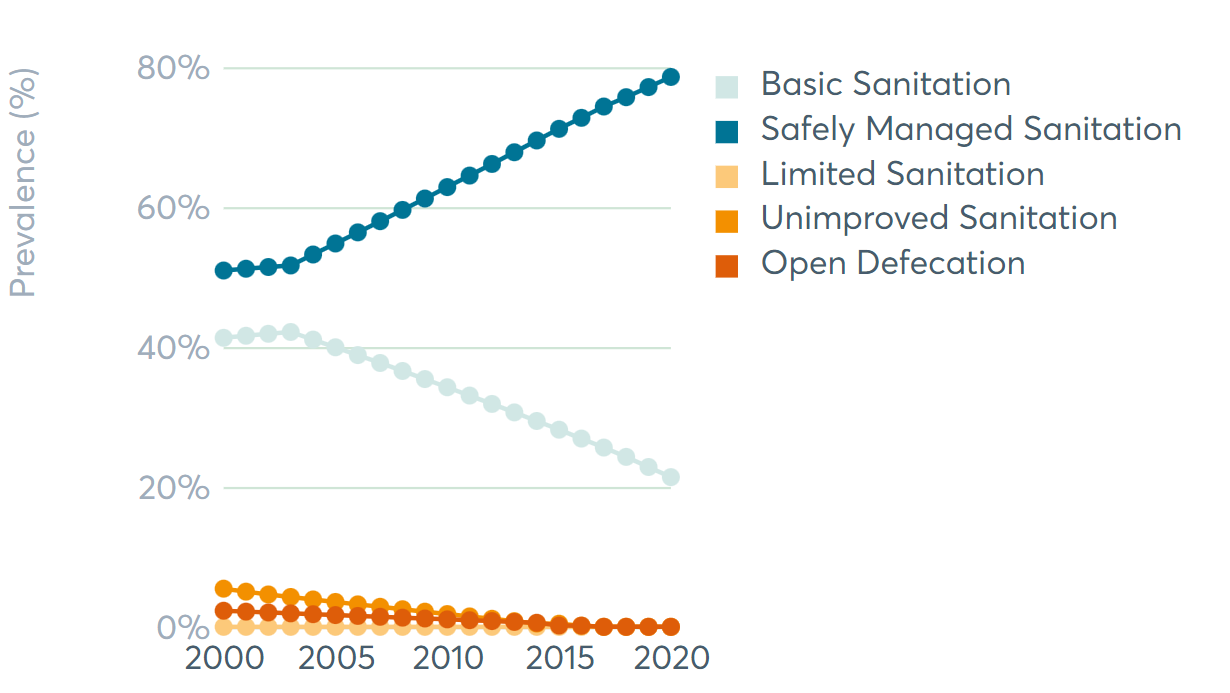 Prevalence (%)
80%
60%
40%
20%
0%
2000 2005 2010 2015 2020
Basic Sanitation
Safely Managed Sanitation
Limited Sanitation
Unimproved Sanitation
Open Defecation